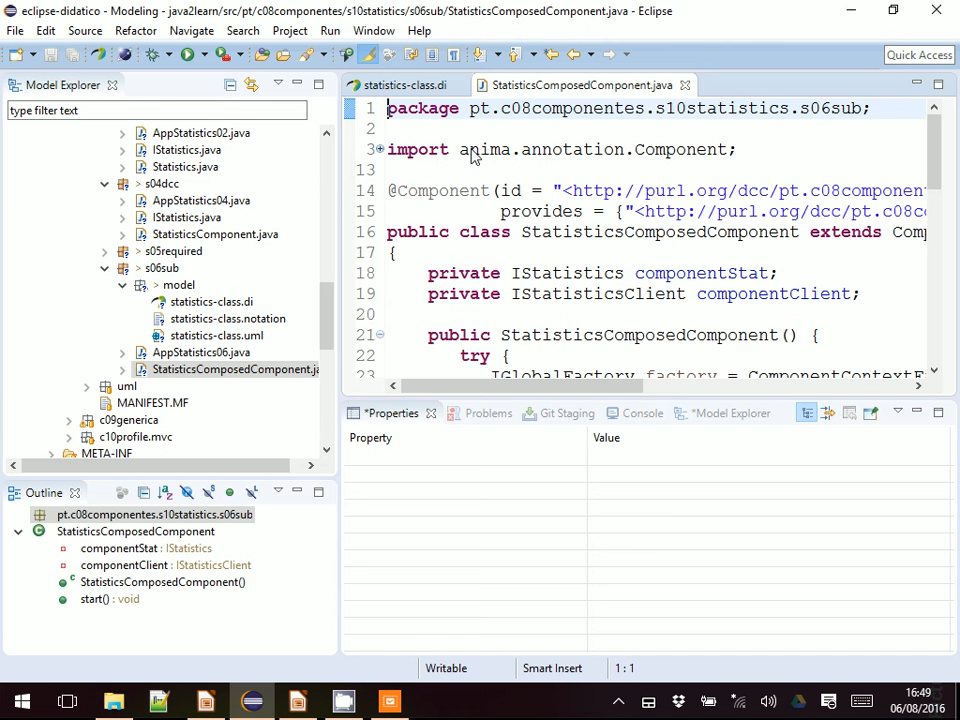 eclipse-didatico - Modeling - java2learn/src/pt/c08componentes/s10statistics/s06sub/StatisticsComposedComponent.java - Eclipse
File Edit Source Refactor Navigate Search Project Run Window Help
Quick Access
Model Explorer
type filter text
AppStatistics02.java
IStatistics.java
Statistics.java
> s04dcc
AppStatistics04.java
IStatistics.java
StatisticsComponent.java
> s05required
> s06sub
> model
statistics-class.di
statistics-class.notation
statistics-class.uml
AppStatistics06.java
StatisticsComposedComponent.ja
uml
MANIFEST.MF
c09generica
c10profile.mvc
META-INF
Outline
pt.c08componentes.s10statistics.s06sub
StatisticsComposedComponent
componentStat : IStatistics
componentClient : IStatisticsClient
StatisticsComposedComponent()
start() : void
statistics-class.di StatisticsComposedComponent.java
1 package pt.c08componentes.s10statistics.s06sub;
2
3 import anima.annotation.Component;
13
14 @Component(id = "<http://purl.org/dcc/pt.c08componen
15 provides = {"<http://purl.org/dcc/pt.c08c
16 public class StatisticsComposedComponent extends Com
17 {
18 private IStatistics componentStat;
19 private IStatisticsClient componentClient;
20
21 public StatisticsComposedComponent() {
22 try {
23 IGlobalFactory factory = ComponentContextF
*Properties Problems Git Staging Console *Model Explorer
Property Value
Writable Smart Insert 1 : 1
16:49
06/08/2016